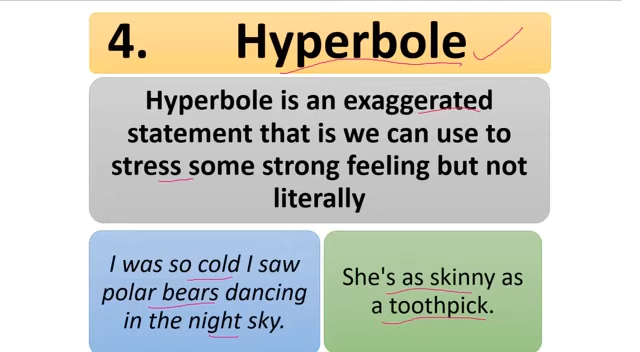 4. Hyperbole
Hyperbole is an exaggerated
statement that is we can use to
stress some strong feeling but not
literally
I was so cold I saw
polar bears dancing
in the night sky.
She's as skinny as
a toothpick.